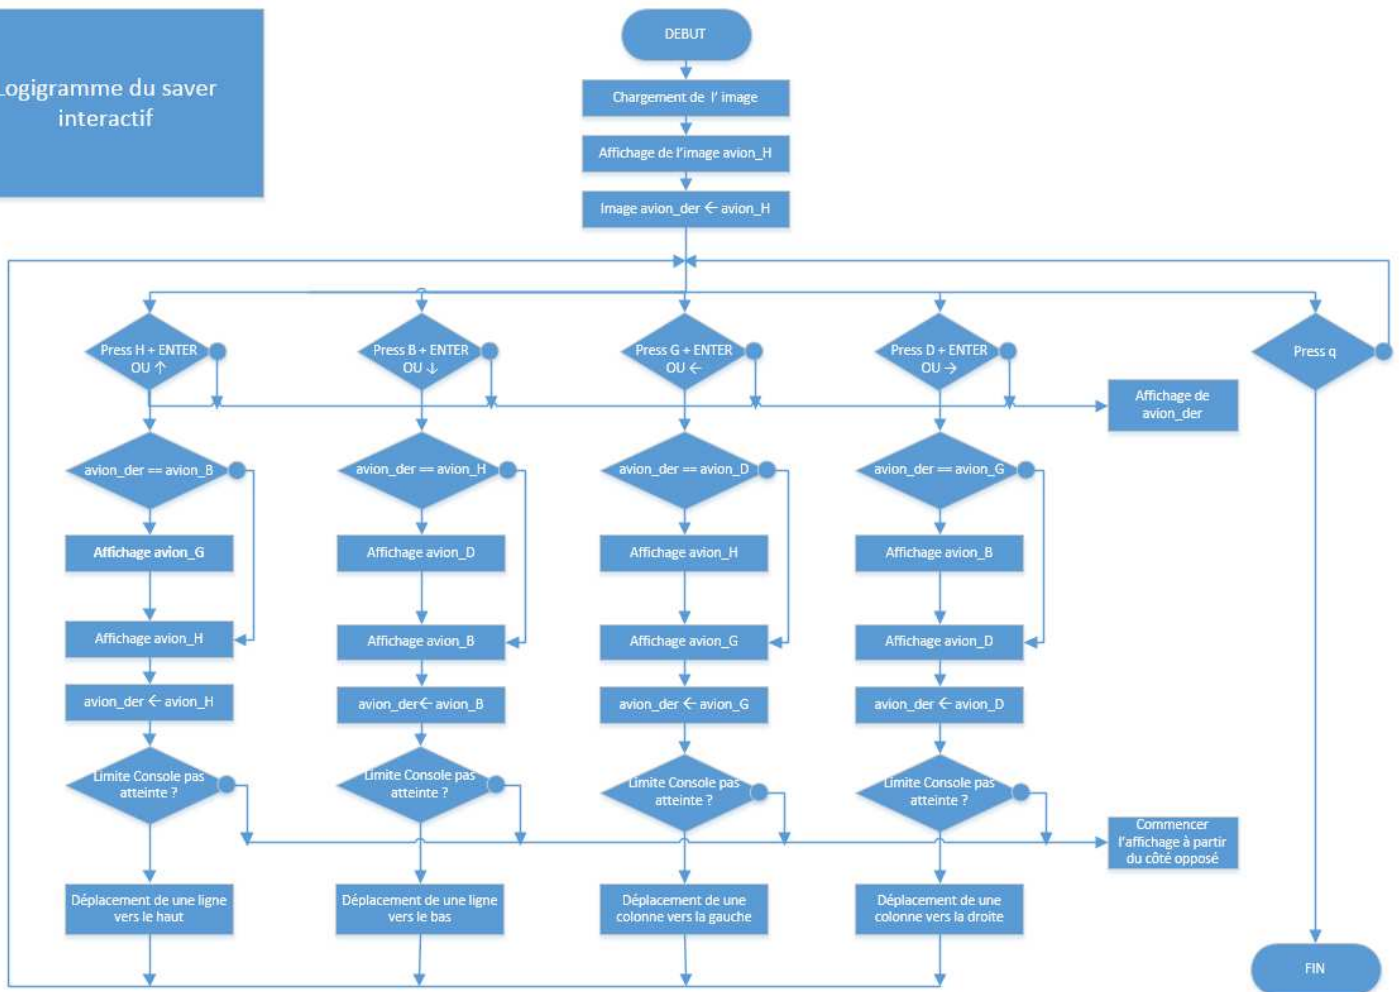 Logigramme du saver
interactif
DEBUT
Chargement de l' image
Affichage de l'image avion_H
Image avion_der ← avion_H
Press H + ENTER
OU ↑
Press B + ENTER
OU ↓
Press G + ENTER
OU ←
Press D + ENTER
OU →
Press q
Affichage de
avion_der
avion_der == avion_B
avion_der == avion_H
avion_der == avion_D
avion_der == avion_G
Affichage avion_G
Affichage avion_D
Affichage avion_H
Affichage avion_B
Affichage avion_H
Affichage avion_B
Affichage avion_G
Affichage avion_D
avion_der ← avion_H
avion_der← avion_B
avion_der ← avion_G
avion_der ← avion_D
Limite Console pas
atteinte ?
Limite Console pas
atteinte ?
Limite Console pas
atteinte ?
Limite Console pas
atteinte ?
Commencer
l'affichage à partir
du côté opposé
Déplacement de une ligne
vers le haut
Déplacement de une ligne
vers le bas
Déplacement de une
colonne vers la gauche
Déplacement de une
colonne vers la droite
FIN